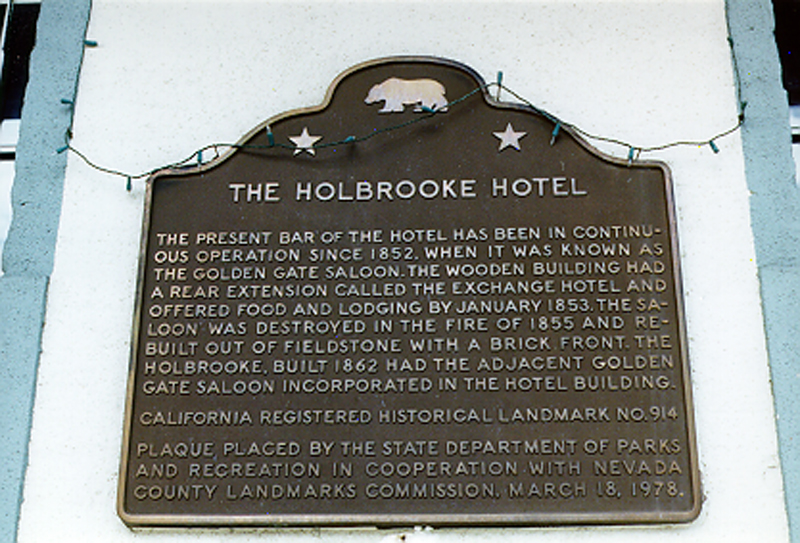 THE HOLBROOKE HOTEL
THE PRESENT BAR OF THE HOTEL HAS BEEN IN CONTINU-
OUS OPERATION SINCE 1852, WHEN IT WAS KNOWN AS
THE GOLDEN GATE SALOON. THE WOODEN BUILDING HAD
A REAR EXTENSION CALLED THE EXCHANGE HOTEL AND
OFFERED FOOD AND LODGING BY JANUARY 1853. THE SA-
LOON WAS DESTROYED IN THE FIRE OF 1855 AND RE-
BUILT OUT OF FIELDSTONE WITH A BRICK FRONT. THE
HOLBROOKE, BUILT 1862 HAD THE ADJACENT GOLDEN
GATE SALOON INCORPORATED IN THE HOTEL BUILDING.
CALIFORNIA REGISTERED HISTORICAL LANDMARK NO. 914
PLAQUE PLACED BY THE STATE DEPARTMENT OF PARKS
AND RECREATION IN COOPERATION WITH NEVADA
COUNTY LANDMARKS COMMISSION, MARCH 18, 1978.